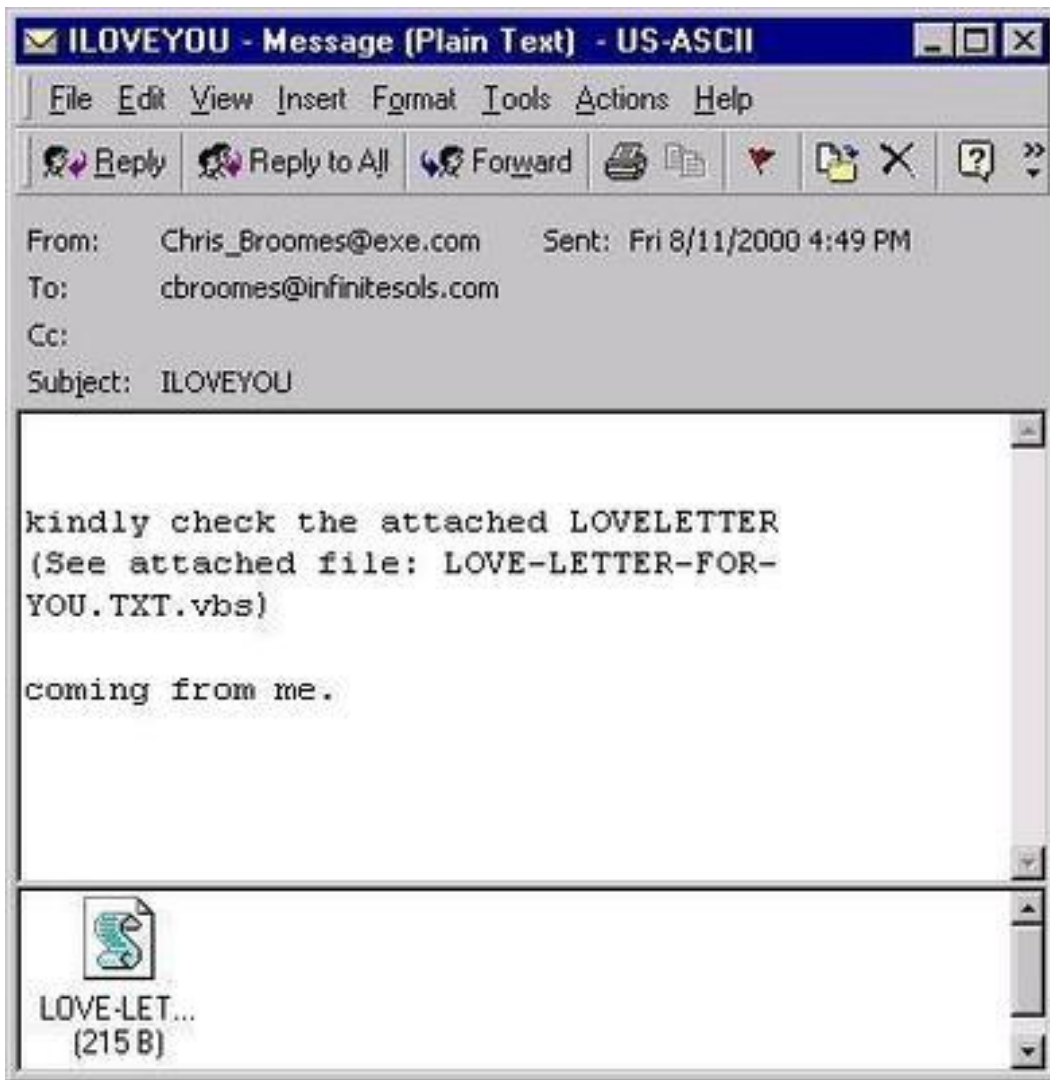 ILOVEYOU - Message (Plain Text) - US-ASCII
File Edit View Insert Format Tools Actions Help
Reply Reply to All Forward
From: Chris_Broomes@exe.com Sent: Fri 8/11/2000 4:49 PM
To: cbroomes@infinitesols.com
Cc:
Subject: ILOVEYOU
kindly check the attached LOVELETTER
(See attached file: LOVE-LETTER-FOR-
YOU.TXT.vbs)
coming from me.
LOVE-LET...
(215 B)